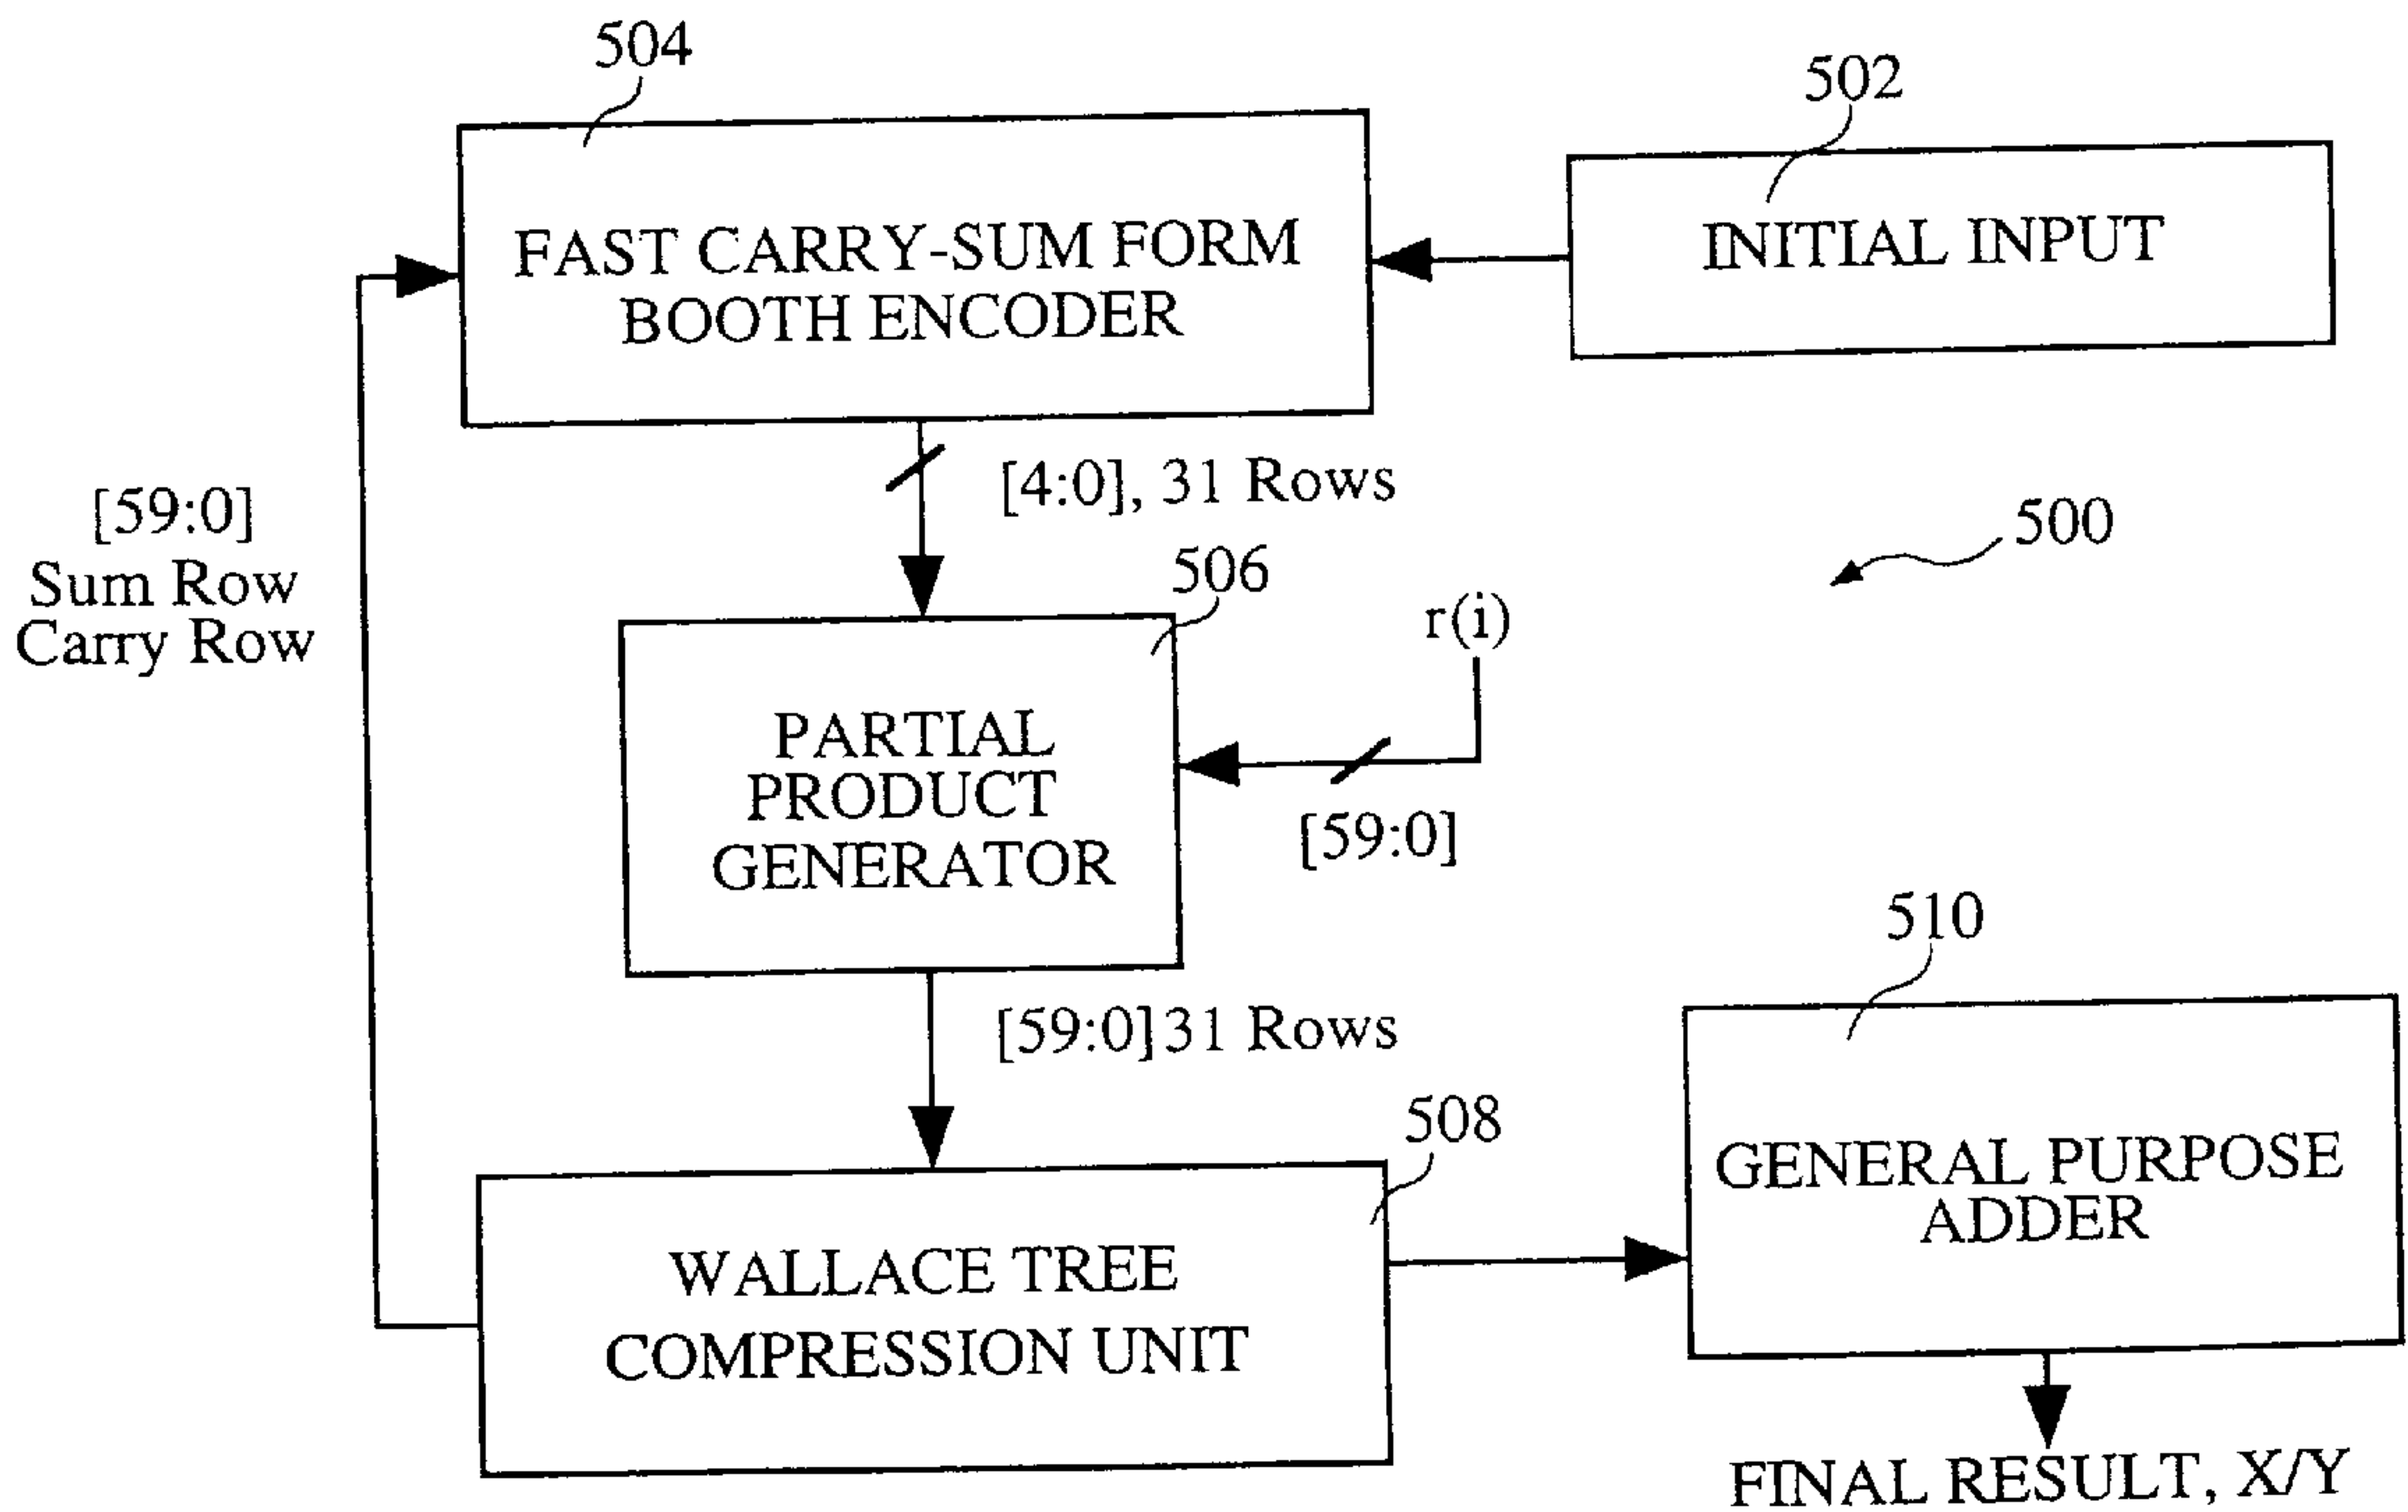 504
502
FAST CARRY-SUM FORM
BOOTH ENCODER
INITIAL INPUT
[4:0], 31 Rows
[59:0]
Sum Row
Carry Row
500
506
r(i)
PARTIAL
PRODUCT
GENERATOR
[59:0]
[59:0] 31 Rows
510
508
GENERAL PURPOSE
ADDER
WALLACE TREE
COMPRESSION UNIT
FINAL RESULT, X/Y